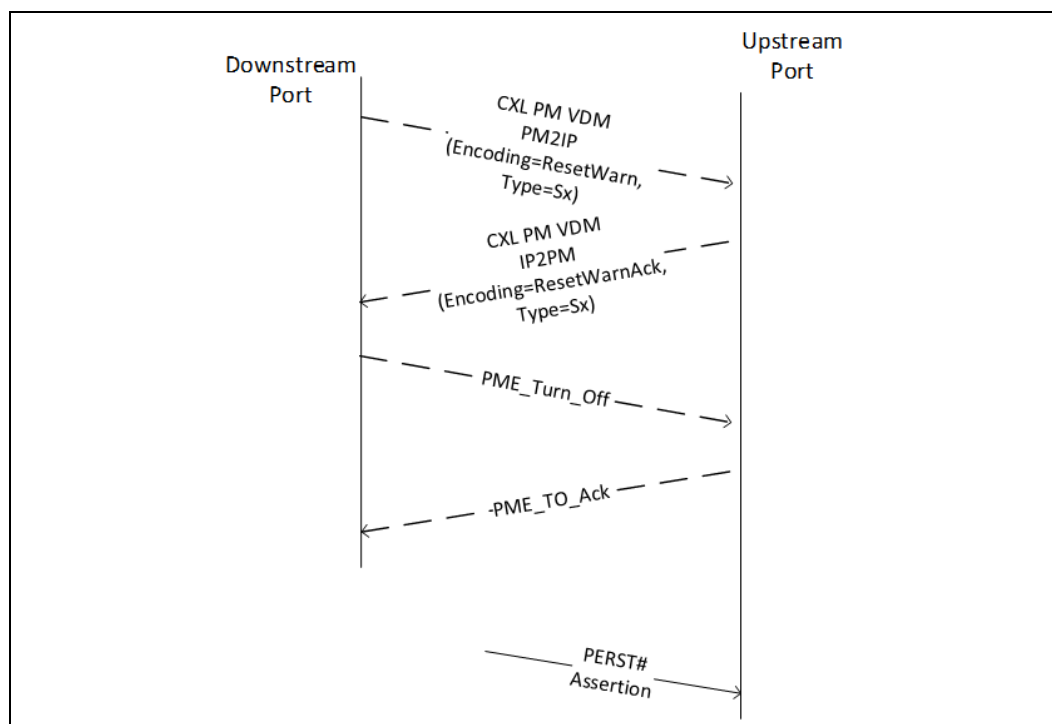 Downstream
Port
Upstream
Port
CXL PM VDM
PM2IP
(Encoding=ResetWarn,
Type=Sx)
CXL PM VDM
IP2PM
(Encoding=ResetWarnAck,
Type=Sx)
PME_Turn_Off
-PME_TO_Ack
PERST#
Assertion